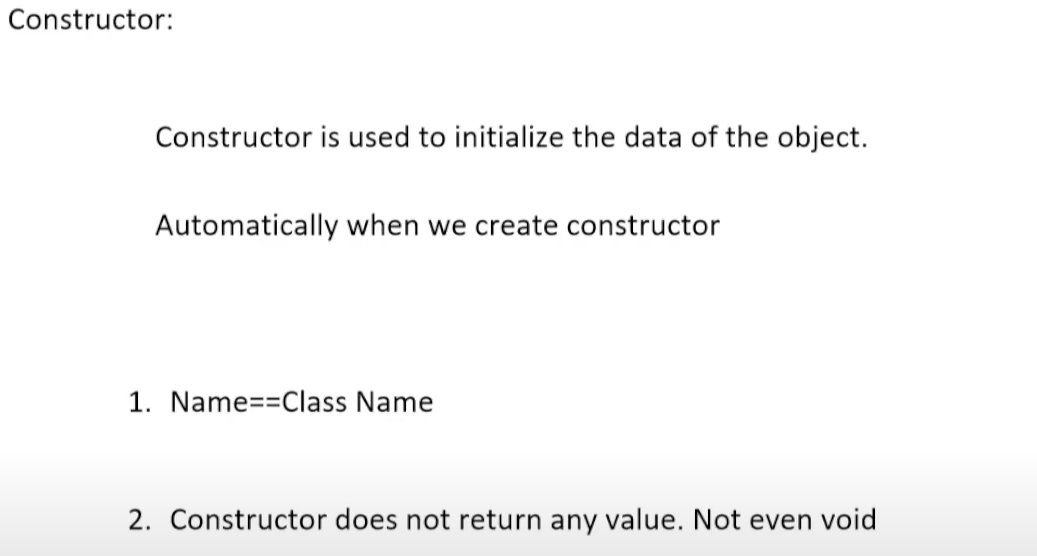 Constructor:
Constructor is used to initialize the data of the object.
Automatically when we create constructor
1. Name==Class Name
2. Constructor does not return any value. Not even void